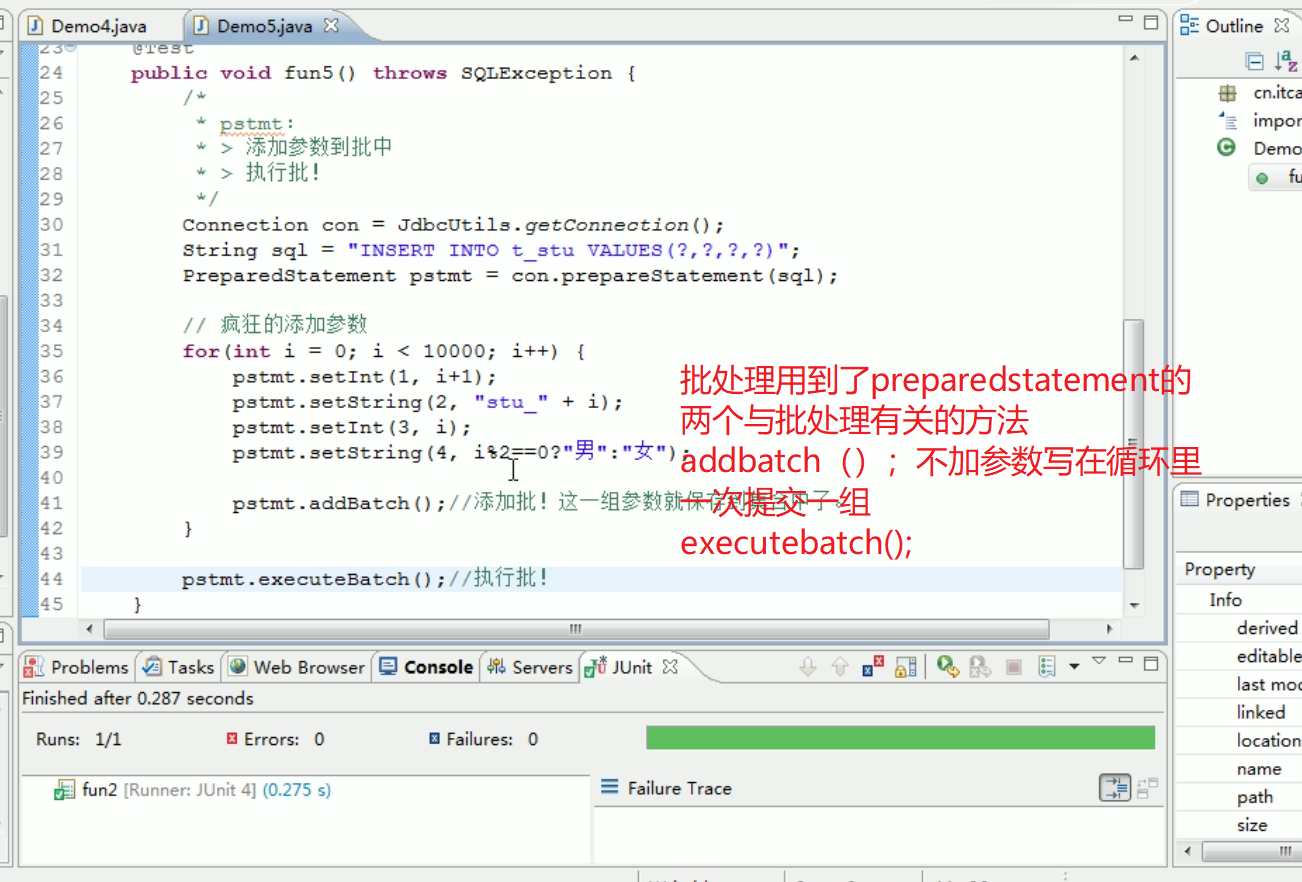 Demo4.java
Demo5.java
Outline
23
@Test
24 public void fun5() throws SQLException {
25 /*
26 * pstmt:
27 * > 添加参数到批中
28 * > 执行批!
29 */
30 Connection con = JdbcUtils.getConnection();
31 String sql = "INSERT INTO t_stu VALUES(?,?,?,?)";
32 PreparedStatement pstmt = con.prepareStatement(sql);
33
34 // 疯狂的添加参数
35 for(int i = 0; i < 10000; i++) {
36 pstmt.setInt(1, i+1);
37 pstmt.setString(2, "stu_" + i);
38 pstmt.setInt(3, i);
39 pstmt.setString(4, i%2==0?"男":"女");
40
41 pstmt.addBatch();//添加批! 这一组参数就保存到集合中了。
42 }
43
44 pstmt.executeBatch();//执行批!
45 }
批处理用到了preparedstatement的
两个与批处理有关的方法
addbatch（）；不加参数写在循环里
一次提交一组
executebatch();
cn.itca
impor
Demo
fu
Properties
Property
Info
derived
editable
last mod
linked
location
name
path
size
Problems
Tasks
Web Browser
Console
Servers
JUnit
Finished after 0.287 seconds
Runs: 1/1
Errors: 0
Failures: 0
fun2 [Runner: JUnit 4] (0.275 s)
Failure Trace